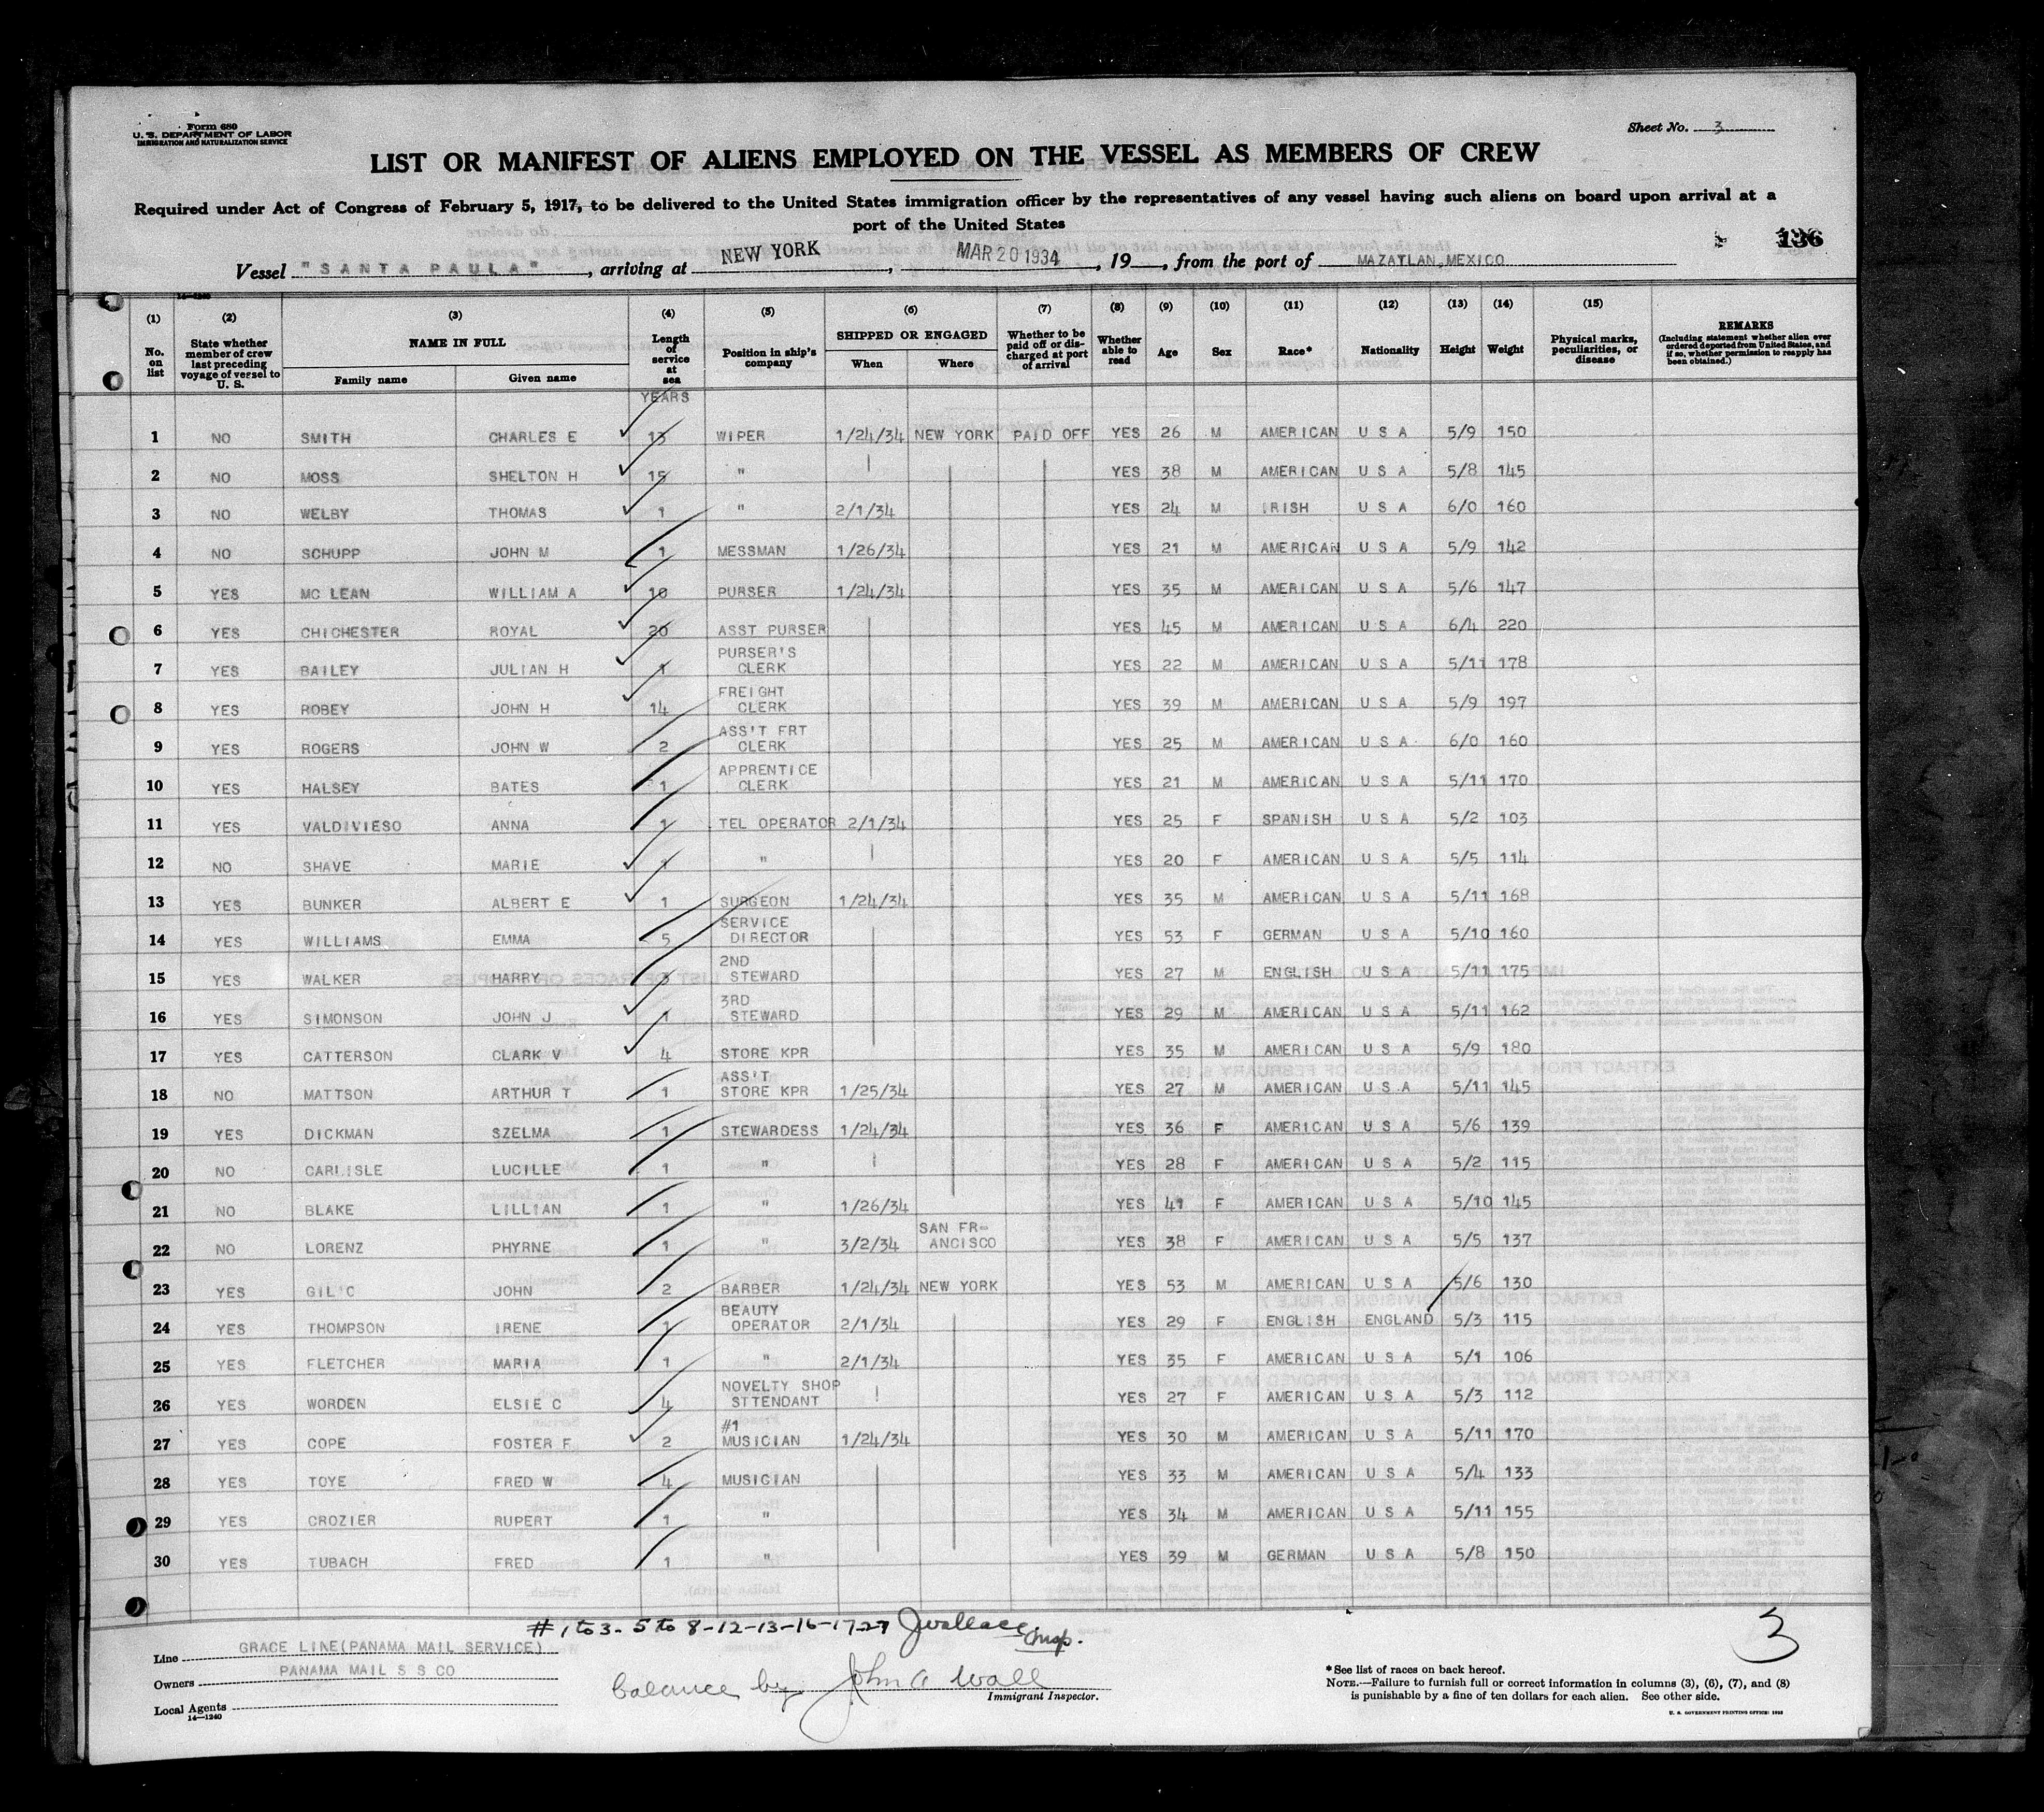 Form 680
U. S. DEPARTMENT OF LABOR
IMMIGRATION AND NATURALIZATION SERVICE
Sheet No. 3
LIST OR MANIFEST OF ALIENS EMPLOYED ON THE VESSEL AS MEMBERS OF CREW
Required under Act of Congress of February 5, 1917, to be delivered to the United States immigration officer by the representatives of any vessel having such aliens on board upon arrival at a
port of the United States
136
Vessel "SANTA PAULA", arriving at NEW YORK, MAR 20 1934, 19, from the port of MAZATLAN, MEXICO
14—1240
(1) (2) (3) (4) (5) (6) (7) (8) (9) (10) (11) (12) (13) (14) (15)
No. on list
State whether member of crew last preceding voyage of vessel to U. S.
NAME IN FULL
Family name
Given name
Length of service at sea
Position in ship's company
SHIPPED OR ENGAGED
When
Where
Whether to be paid off or discharged at port of arrival
Whether able to read
Age
Sex
Race*
Nationality
Height
Weight
Physical marks, peculiarities, or disease
REMARKS
(Including statement whether alien ever ordered deported from United States, and if so, whether permission to reapply has been obtained.)
YEARS
1 NO SMITH CHARLES E 13 WIPER 1/24/34 NEW YORK PAID OFF YES 26 M AMERICAN U S A 5/9 150
2 NO MOSS SHELTON H 15 " YES 38 M AMERICAN U S A 5/8 145
3 NO WELBY THOMAS 1 " 2/1/34 YES 24 M IRISH U S A 6/0 160
4 NO SCHUPP JOHN M 1 MESSMAN 1/26/34 YES 21 M AMERICAN U S A 5/9 142
5 YES MC LEAN WILLIAM A 10 PURSER 1/24/34 YES 35 M AMERICAN U S A 5/6 147
6 YES CHICHESTER ROYAL 20 ASST PURSER YES 45 M AMERICAN U S A 6/4 220
7 YES BAILEY JULIAN H 1 PURSER'S CLERK YES 22 M AMERICAN U S A 5/11 178
8 YES ROBEY JOHN H 14 FREIGHT CLERK YES 39 M AMERICAN U S A 5/9 197
9 YES ROGERS JOHN W 2 ASS'T FRT CLERK YES 25 M AMERICAN U S A 6/0 160
10 YES HALSEY BATES 1 APPRENTICE CLERK YES 21 M AMERICAN U S A 5/11 170
11 YES VALDIVIESO ANNA 1 TEL OPERATOR 2/1/34 YES 25 F SPANISH U S A 5/2 103
12 NO SHAVE MARIE 1 " YES 20 F AMERICAN U S A 5/5 114
13 YES BUNKER ALBERT E 1 SURGEON 1/24/34 YES 35 M AMERICAN U S A 5/11 168
14 YES WILLIAMS EMMA 5 SERVICE DIRECTOR YES 53 F GERMAN U S A 5/10 160
15 YES WALKER HARRY SAVE 2ND STEWARD YES 27 M ENGLISH U S A 5/11 175
16 YES SIMONSON JOHN J 1 3RD STEWARD YES 29 M AMERICAN U S A 5/11 162
17 YES CATTERSON CLARK V 4 STORE KPR YES 35 M AMERICAN U S A 5/9 180
18 NO MATTSON ARTHUR T 1 ASS'T STORE KPR 1/25/34 YES 27 M AMERICAN U S A 5/11 145
19 YES DICKMAN SZELMA 1 STEWARDESS 1/24/34 YES 36 F AMERICAN U S A 5/6 139
20 NO CARLISLE LUCILLE 1 " YES 28 F AMERICAN U S A 5/2 115
21 NO BLAKE LILLIAN 1 " 1/26/34 YES 41 F AMERICAN U S A 5/10 145
22 NO LORENZ PHYRNE 1 " 3/2/34 SAN FR-ANCISCO YES 38 F AMERICAN U S A 5/5 137
23 YES GIL'C JOHN 2 BARBER 1/24/34 NEW YORK YES 53 M AMERICAN U S A 5/6 130
24 YES THOMPSON IRENE 1 BEAUTY OPERATOR 2/1/34 YES 29 F ENGLISH ENGLAND 5/3 115
25 YES FLETCHER MARIA 1 " 2/1/34 YES 35 F AMERICAN U S A 5/1 106
26 YES WORDEN ELSIE C 4 NOVELTY SHOP STTENDANT YES 27 F AMERICAN U S A 5/3 112
27 YES COPE FOSTER F 2 #1 MUSICIAN 1/24/34 YES 30 M AMERICAN U S A 5/11 170
28 YES TOYE FRED W 4 MUSICIAN YES 33 M AMERICAN U S A 5/4 133
29 YES CROZIER RUPERT 1 " YES 34 M AMERICAN U S A 5/11 155
30 YES TUBACH FRED 1 " YES 39 M GERMAN U S A 5/8 150
# 1 to 3- 5 to 8-12-13-16-17-27 JWallace Insp.
3
Line GRACE LINE(PANAMA MAIL SERVICE)
Owners PANAMA MAIL S S CO
Local Agents
14—1240
balance by John A Wall
Immigrant Inspector.
*See list of races on back hereof.
NOTE.—Failure to furnish full or correct information in columns (3), (6), (7), and (8)
is punishable by a fine of ten dollars for each alien. See other side.
U. S. GOVERNMENT PRINTING OFFICE: 1933